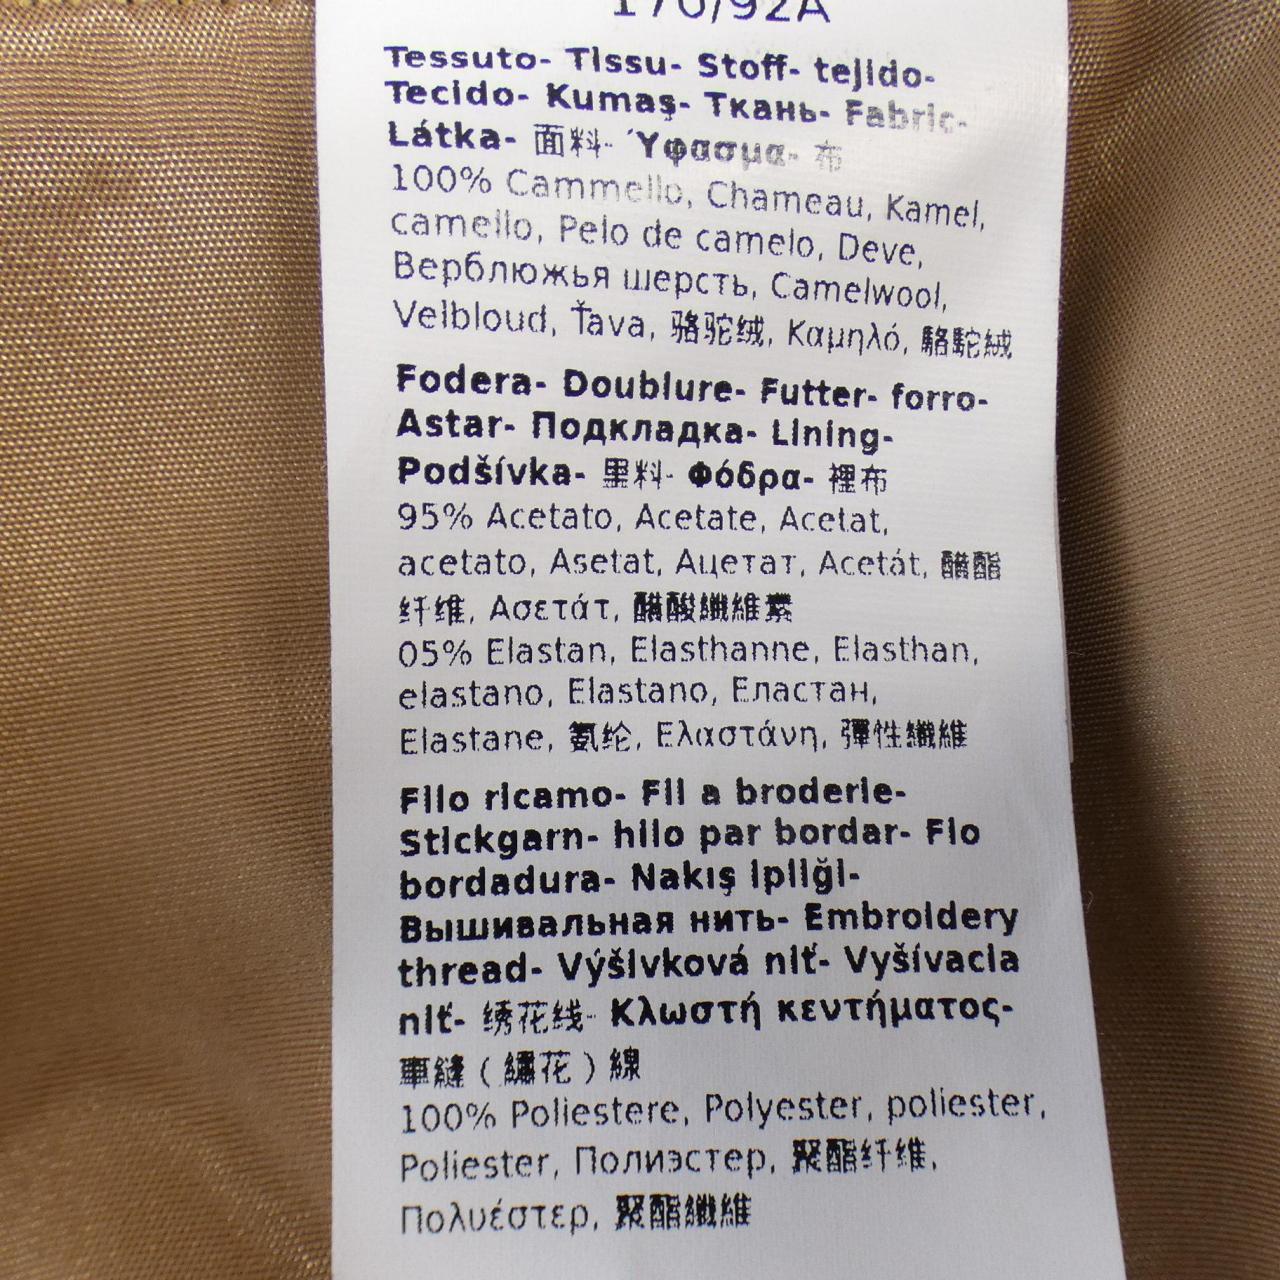 170/92A
Tessuto- Tissu- Stoff- tejido-
Tecido- Kumaş- Ткань- Fabric-
Látka- 面料- Ύφασμα- 布
100% Cammello, Chameau, Kamel,
camello, Pelo de camelo, Deve,
Верблюжья шерсть, Camelwool,
Velbloud, Ťava, 骆驼绒, Καμηλό, 駱駝絨
Fodera- Doublure- Futter- forro-
Astar- Подкладка- Lining-
Podšívka- 里料- Φόδρα- 裡布
95% Acetato, Acetate, Acetat,
acetato, Asetat, Ацетат, Acetát, 醋酯
纤维, Ασετάτ, 醋酸纖維素
05% Elastan, Elasthanne, Elasthan,
elastano, Elastano, Еластан,
Elastane, 氨纶, Ελαστάνη, 彈性纖維
Filo ricamo- Fil a broderie-
Stickgarn- hilo par bordar- Fio
bordadura- Nakış ipliği-
Вышивальная нить- Embroidery
thread- Výšivková niť- Vyšívacia
niť- 绣花线- Κλωστή κεντήματος-
車縫（繡花）線
100% Poliestere, Polyester, poliester,
Poliester, Полиэстер, 聚酯纤维,
Πολυέστερ, 聚酯纖維